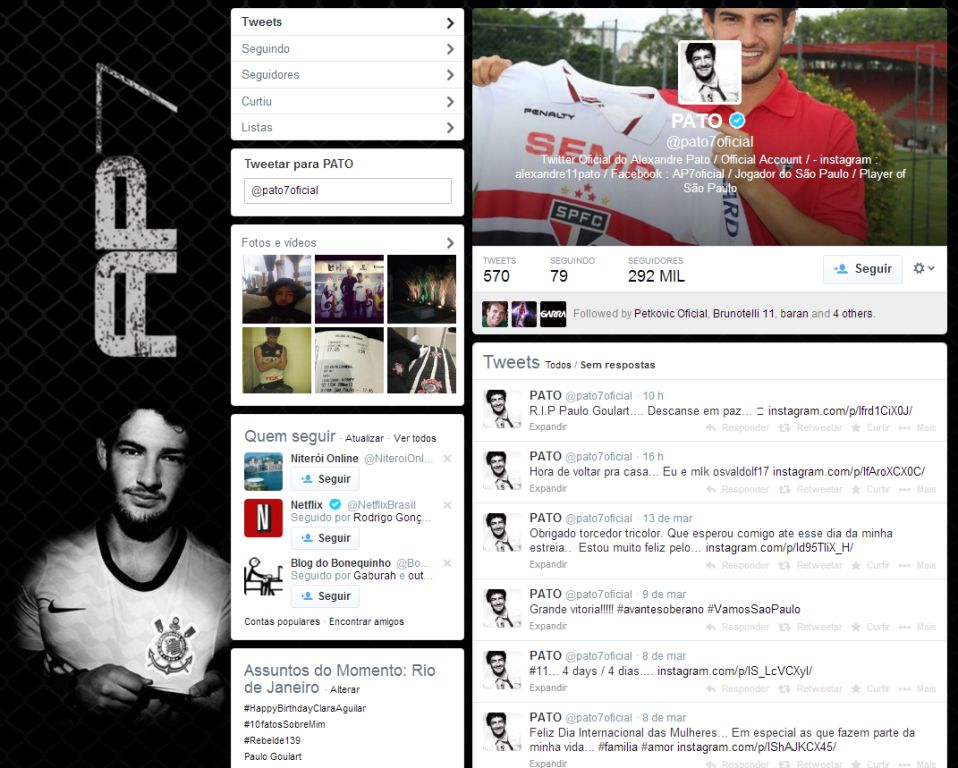 AP7
Tweets
Seguindo
Seguidores
Curtiu
Listas
Tweetar para PATO
@pato7oficial
Fotos e vídeos
Quem seguir · Atualizar · Ver todos
Niterói Online @NiteroiOnl...
Seguir
Netflix @NetflixBrasil
Seguido por Rodrigo Gonç...
Seguir
Blog do Bonequinho @Bo...
Seguido por Gaburah e out...
Seguir
Contas populares · Encontrar amigos
Assuntos do Momento: Rio
de Janeiro · Alterar
#HappyBirthdayClaraAguilar
#10fatosSobreMim
#Rebelde139
Paulo Goulart
PENALTY
SEMP
SPFC
PATO
@pato7oficial
Twitter Oficial do Alexandre Pato / Official Account / - instagram :
alexandre11pato / Facebook : AP7oficial / Jogador do São Paulo / Player of
São Paulo
TWEETS
570
SEGUINDO
79
SEGUIDORES
292 MIL
Seguir
GARRA
Followed by Petkovic Oficial, Brunotelli 11, baran and 4 others.
Tweets Todos / Sem respostas
PATO @pato7oficial · 10 h
R.I.P Paulo Goulart.... Descanse em paz...
instagram.com/p/lfrd1CiX0J/
Expandir
Responder Retweetar Curtir Mais
PATO @pato7oficial · 16 h
Hora de voltar pra casa... Eu e mlk osvaldolf17 instagram.com/p/lfAroXCX0C/
Expandir
Responder Retweetar Curtir Mais
PATO @pato7oficial · 13 de mar
Obrigado torcedor tricolor. Que esperou comigo ate esse dia da minha
estreia.. Estou muito feliz pelo... instagram.com/p/ld95TliX_H/
Expandir
Responder Retweetar Curtir Mais
PATO @pato7oficial · 9 de mar
Grande vitoria!!!!! #avantesoberano #VamosSaoPaulo
Expandir
Responder Retweetar Curtir Mais
PATO @pato7oficial · 8 de mar
#11... 4 days / 4 dias.... instagram.com/p/lS_LcVCXyl/
Expandir
Responder Retweetar Curtir Mais
PATO @pato7oficial · 8 de mar
Feliz Dia Internacional das Mulheres... Em especial as que fazem parte da
minha vida... #familia #amor instagram.com/p/lShAJKCX45/
Expandir
Responder Retweetar Curtir Mais